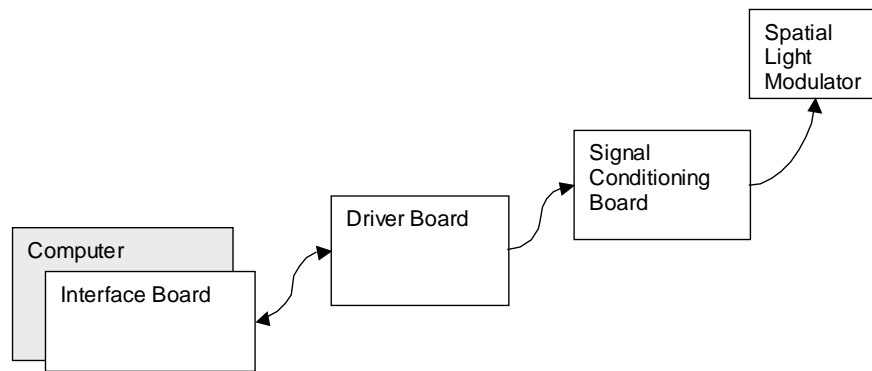 Spatial
Light
Modulator
Signal
Conditioning
Board
Driver Board
Computer
Interface Board